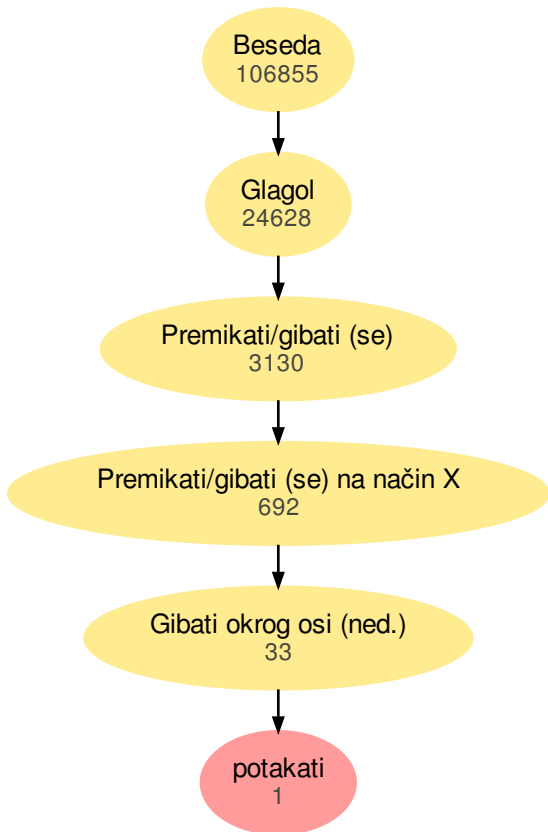 Beseda
106855
Glagol
24628
Premikati/gibati (se)
3130
Premikati/gibati (se) na način X
692
Gibati okrog osi (ned.)
33
potakati
1